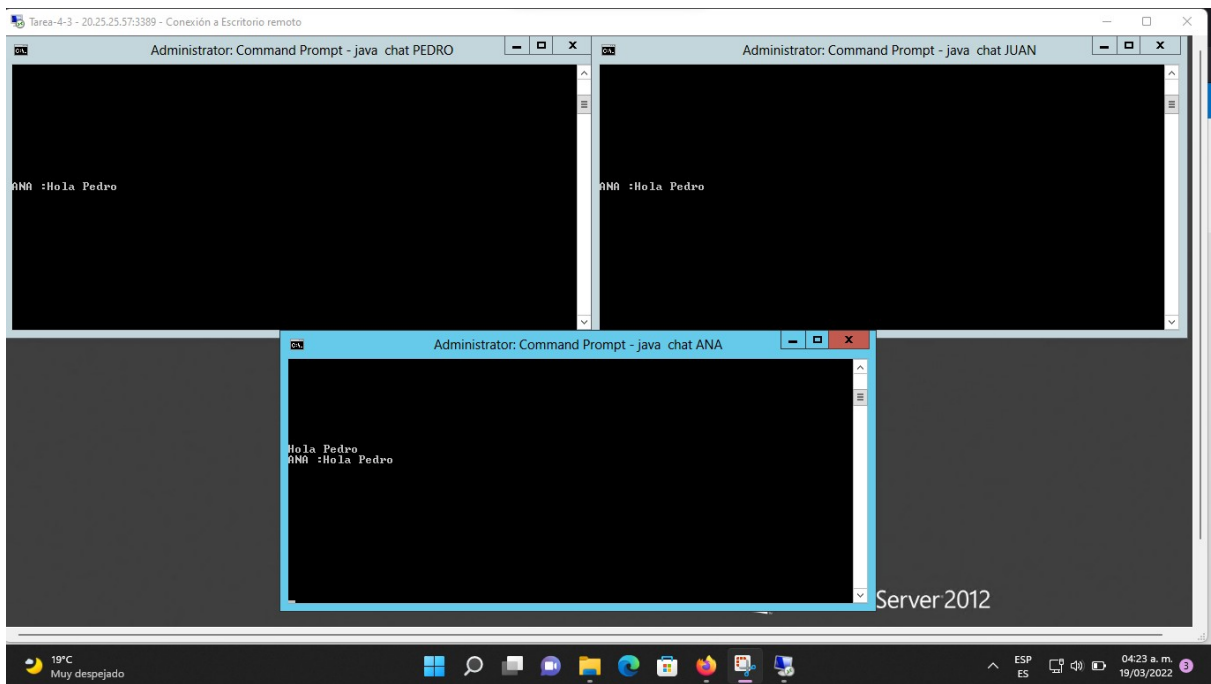 Tarea-4-3 - 20.25.25.57:3389 - Conexión a Escritorio remoto
Administrator: Command Prompt - java chat PEDRO
Administrator: Command Prompt - java chat JUAN
ANA :Hola Pedro
ANA :Hola Pedro
Administrator: Command Prompt - java chat ANA
Hola Pedro
ANA :Hola Pedro
Server 2012
19°C
Muy despejado
ESP
ES
04:23 a. m.
19/03/2022
3